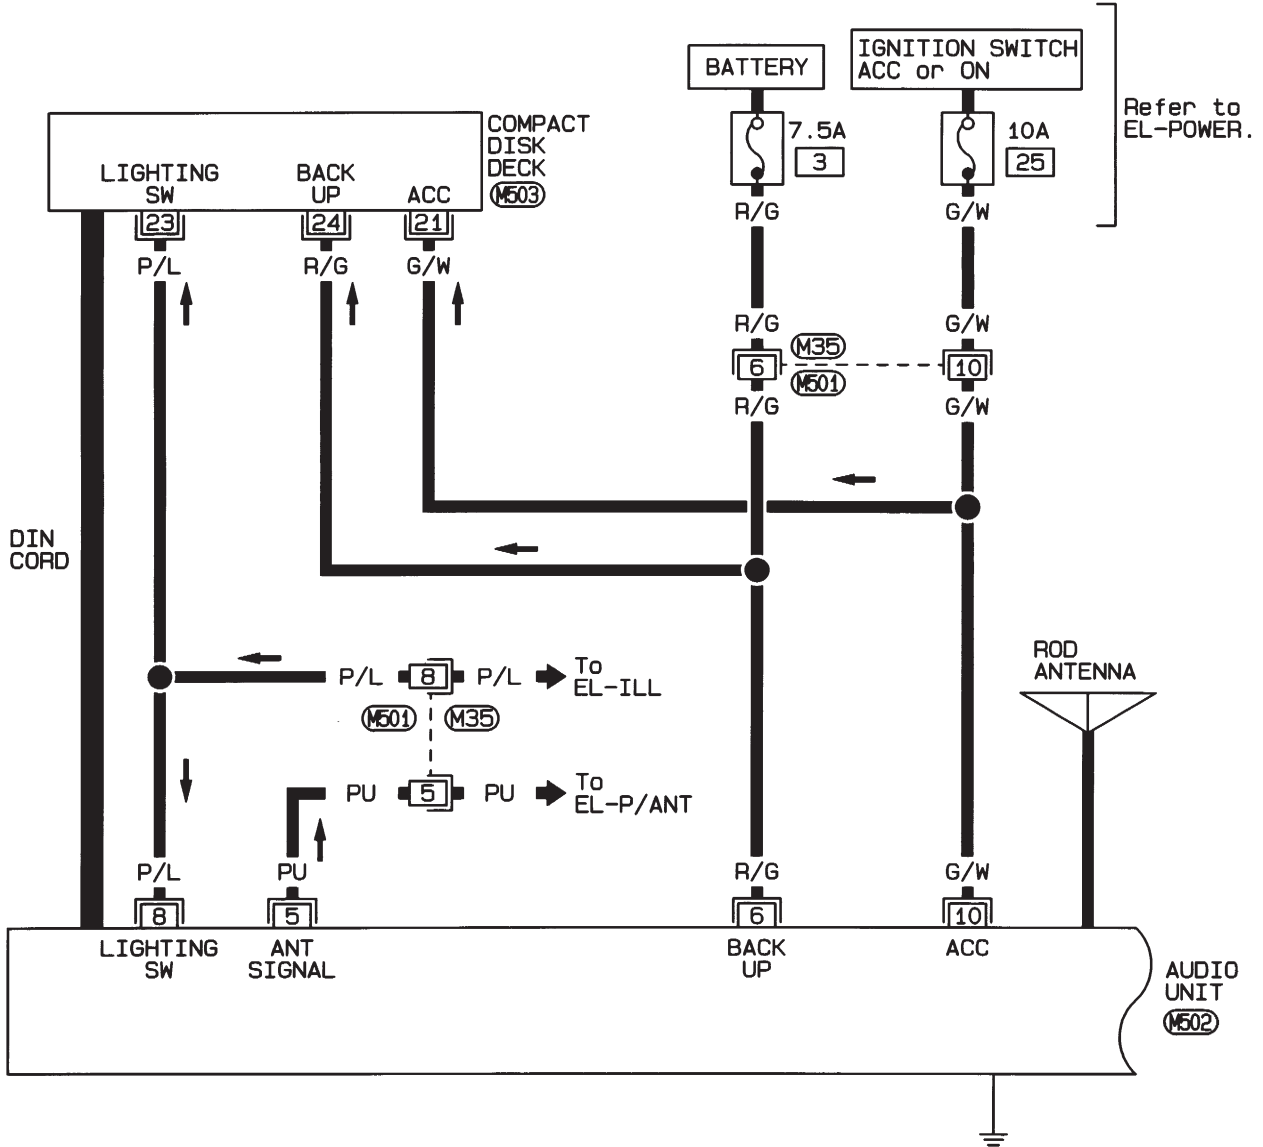 BATTERY
IGNITION SWITCH
ACC or ON
Refer to
EL-POWER.
7.5A
3
10A
25
COMPACT
DISK
DECK
M503
LIGHTING
SW
BACK
UP
ACC
23
24
21
P/L
R/G
G/W
R/G
G/W
R/G
G/W
M35
6
10
M501
R/G
G/W
DIN
CORD
ROD
ANTENNA
P/L
8
P/L
To
EL-ILL
M501
M35
PU
5
PU
To
EL-P/ANT
P/L
PU
R/G
G/W
8
5
6
10
LIGHTING
SW
ANT
SIGNAL
BACK
UP
ACC
AUDIO
UNIT
M502